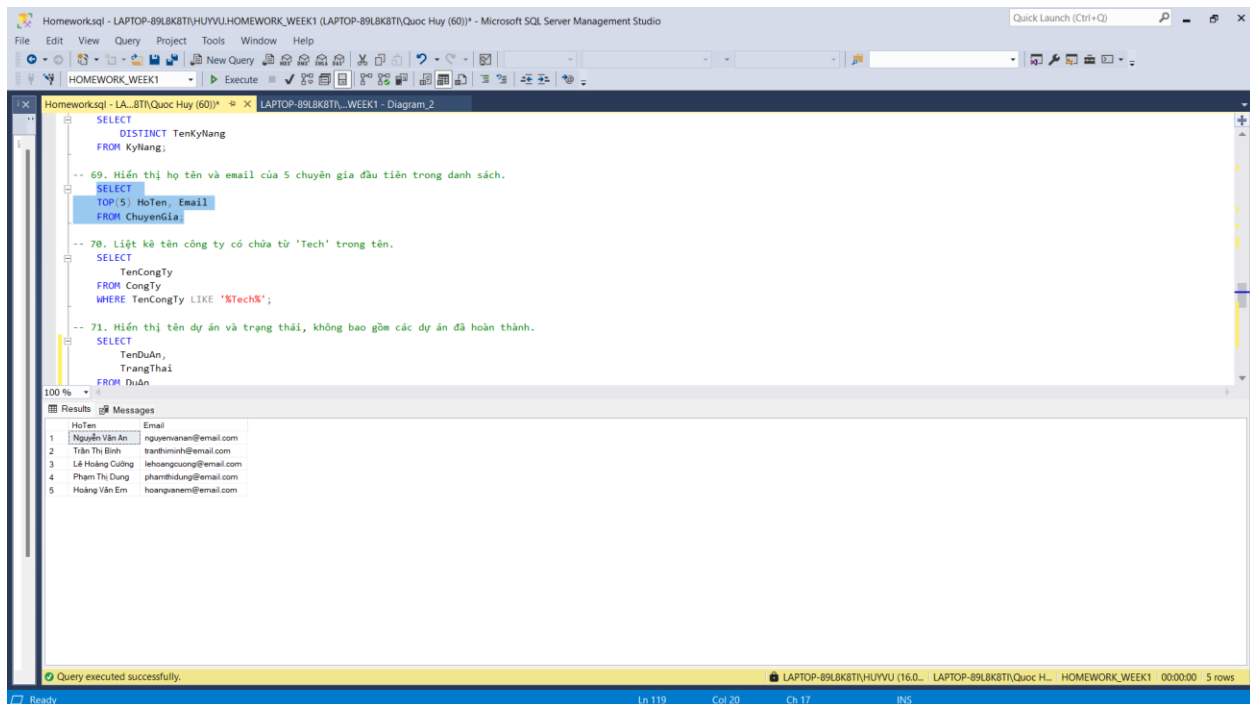 Homework.sql - LAPTOP-89L8K8TI\HUYVU.HOMEWORK_WEEK1 (LAPTOP-89L8K8TI\Quoc Huy (60))* - Microsoft SQL Server Management Studio
Quick Launch (Ctrl+Q)
File Edit View Query Project Tools Window Help
New Query
HOMEWORK_WEEK1 Execute
Homework.sql - LA...8TI\Quoc Huy (60))* LAPTOP-89L8K8TI\...WEEK1 - Diagram_2
SELECT
DISTINCT TenKyNang
FROM KyNang;
-- 69. Hiển thị họ tên và email của 5 chuyên gia đầu tiên trong danh sách.
SELECT
TOP(5) HoTen, Email
FROM ChuyenGia;
-- 70. Liệt kê tên công ty có chứa từ 'Tech' trong tên.
SELECT
TenCongTy
FROM CongTy
WHERE TenCongTy LIKE '%Tech%';
-- 71. Hiển thị tên dự án và trạng thái, không bao gồm các dự án đã hoàn thành.
SELECT
TenDuAn,
TrangThai
FROM DuAn
100 %
Results Messages
HoTen Email
1 Nguyễn Văn An nguyenvanan@email.com
2 Trần Thị Bình tranthiminh@email.com
3 Lê Hoàng Cường lehoangcuong@email.com
4 Phạm Thị Dung phamthidung@email.com
5 Hoàng Văn Em hoangvanem@email.com
Query executed successfully.
LAPTOP-89L8K8TI\HUYVU (16.0... LAPTOP-89L8K8TI\Quoc H... HOMEWORK_WEEK1 00:00:00 5 rows
Ready Ln 119 Col 20 Ch 17 INS